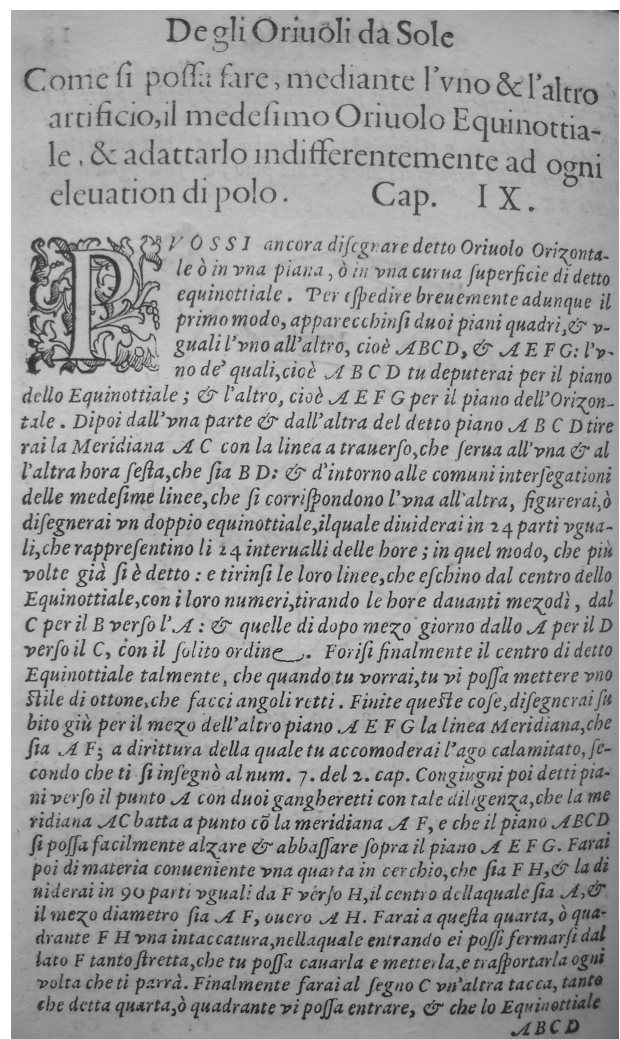 Degli Oriuoli da Sole
Come si possa fare, mediante l'vno & l'altro
artificio, il medesimo Oriuolo Equinottia-
le, & adattarlo indifferentemente ad ogni
eleuation di polo. Cap. IX.
PVOSSI ancora disegnare detto Oriuolo Orizonta-
le ò in vna piana, ò in vna curua superficie di detto
equinottiale. Per espedire breuemente adunque il
primo modo, apparecchinsi duoi piani quadri, & v-
guali l'vno all'altro, cioè ABCD, & AEFG: l'v-
no de' quali, cioè ABCD tu deputerai per il piano
dello Equinottiale; & l'altro, cioè AEFG per il piano dell'Orizon-
tale. Dipoi dall'vna parte & dall'altra del detto piano ABCD tire
rai la Meridiana AC con la linea a trauerso, che serua all'vna & al
l'altra hora sesta, che sia BD: & d'intorno alle comuni intersegationi
delle medesime linee, che si corrispondono l'vna all'altra, figurerai, ò
disegnerai vn doppio equinottiale, ilquale diuiderai in 24 parti vgua-
li, che rappresentino li 24 interualli delle hore; in quel modo, che più
volte già si è detto: e tirinsi le loro linee, che eschino dal centro dello
Equinottiale, con i loro numeri, tirando le hore dauanti mezodì, dal
C per il B verso l'A: & quelle di dopo mezo giorno dallo A per il D
verso il C, con il solito ordine. Forisi finalmente il centro di detto
Equinottiale talmente, che quando tu vorrai, tu vi possa mettere vno
stile di ottone, che facci angoli retti. Finite queste cose, disegnerai su
bito giù per il mezo dell'altro piano AEFG la linea Meridiana, che
sia AF; a dirittura della quale tu accomoderai l'ago calamitato, se-
condo che ti si insegnò al num. 7. del 2. cap. Congiugni poi detti pia-
ni verso il punto A con duoi gangheretti con tale diligenza, che la me
ridiana AC batta a punto cõ la meridiana AF, e che il piano ABCD
si possa facilmente alzare & abbassare sopra il piano AEFG. Farai
poi di materia conueniente vna quarta in cerchio, che sia FH, & la di
uiderai in 90 parti vguali da F verso H, il centro dellaquale sia A, &
il mezo diametro sia AF, ouero AH. Farai a questa quarta, ò qua-
drante FH vna intaccatura, nellaquale entrando ei possi fermarsi dal
lato F tanto stretta, che tu possa cauarla e metterla, e trasportarla ogni
volta che ti parrà. Finalmente farai al segno C vn'altra tacca, tanto
che detta quarta, ò quadrante vi possa entrare, & che lo Equinottiale
ABCD